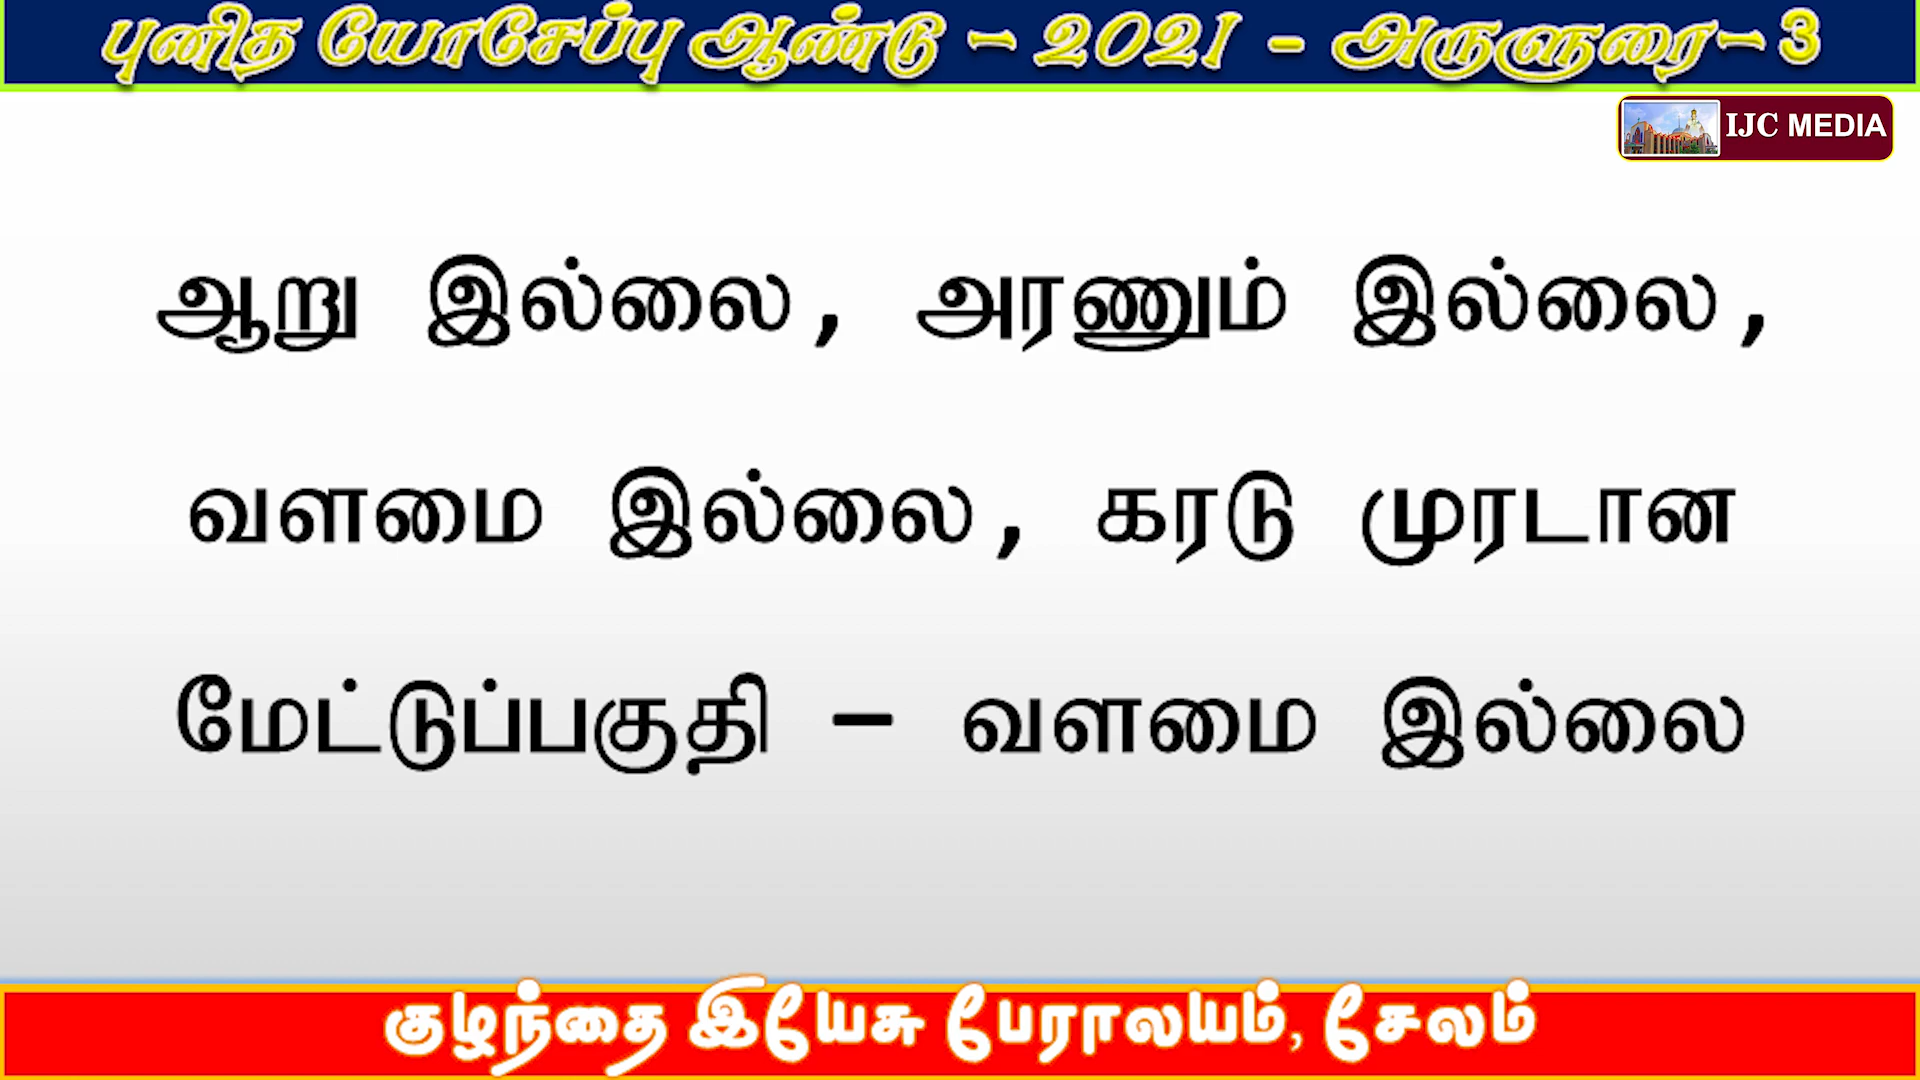 புனித யோசேப்பு ஆண்டு - 2021 - அருளுரை- 3
IJC MEDIA
ஆறு இல்லை, அரணும் இல்லை,
வளமை இல்லை, கரடு முரடான
மேட்டுப்பகுதி - வளமை இல்லை
குழந்தை இயேசு பேராலயம், சேலம்